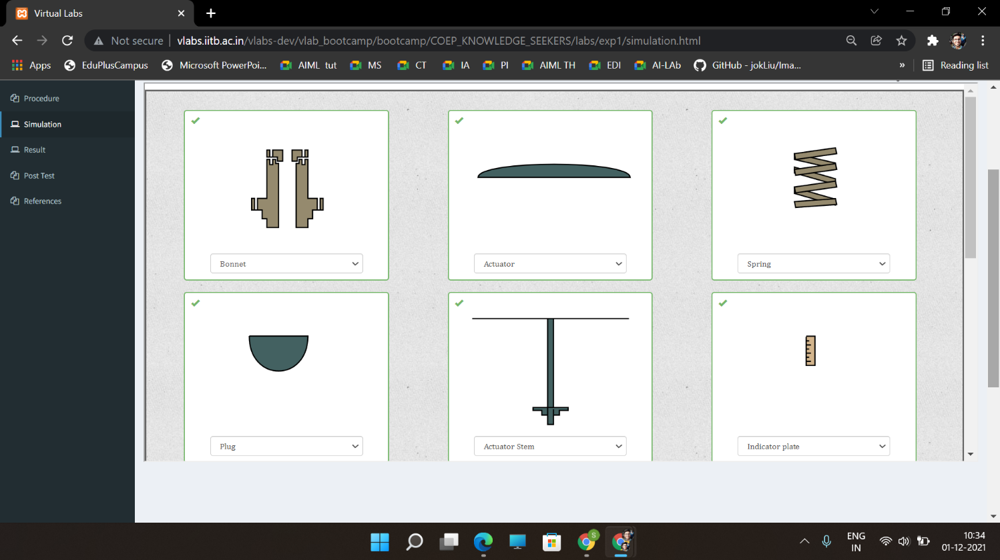 Virtual Labs
Not secure vlabs.iitb.ac.in/vlabs-dev/vlab_bootcamp/bootcamp/COEP_KNOWLEDGE_SEEKERS/labs/exp1/simulation.html
Apps EduPlusCampus Microsoft PowerPoi... AIML tut MS CT IA PI AIML TH EDI AI-LAb GitHub - jokLiu/Ima... » Reading list
Procedure
Simulation
Result
Post Test
References
Bonnet Actuator Spring
Plug Actuator Stem Indicator plate
S
ENG 10:34
IN 01-12-2021